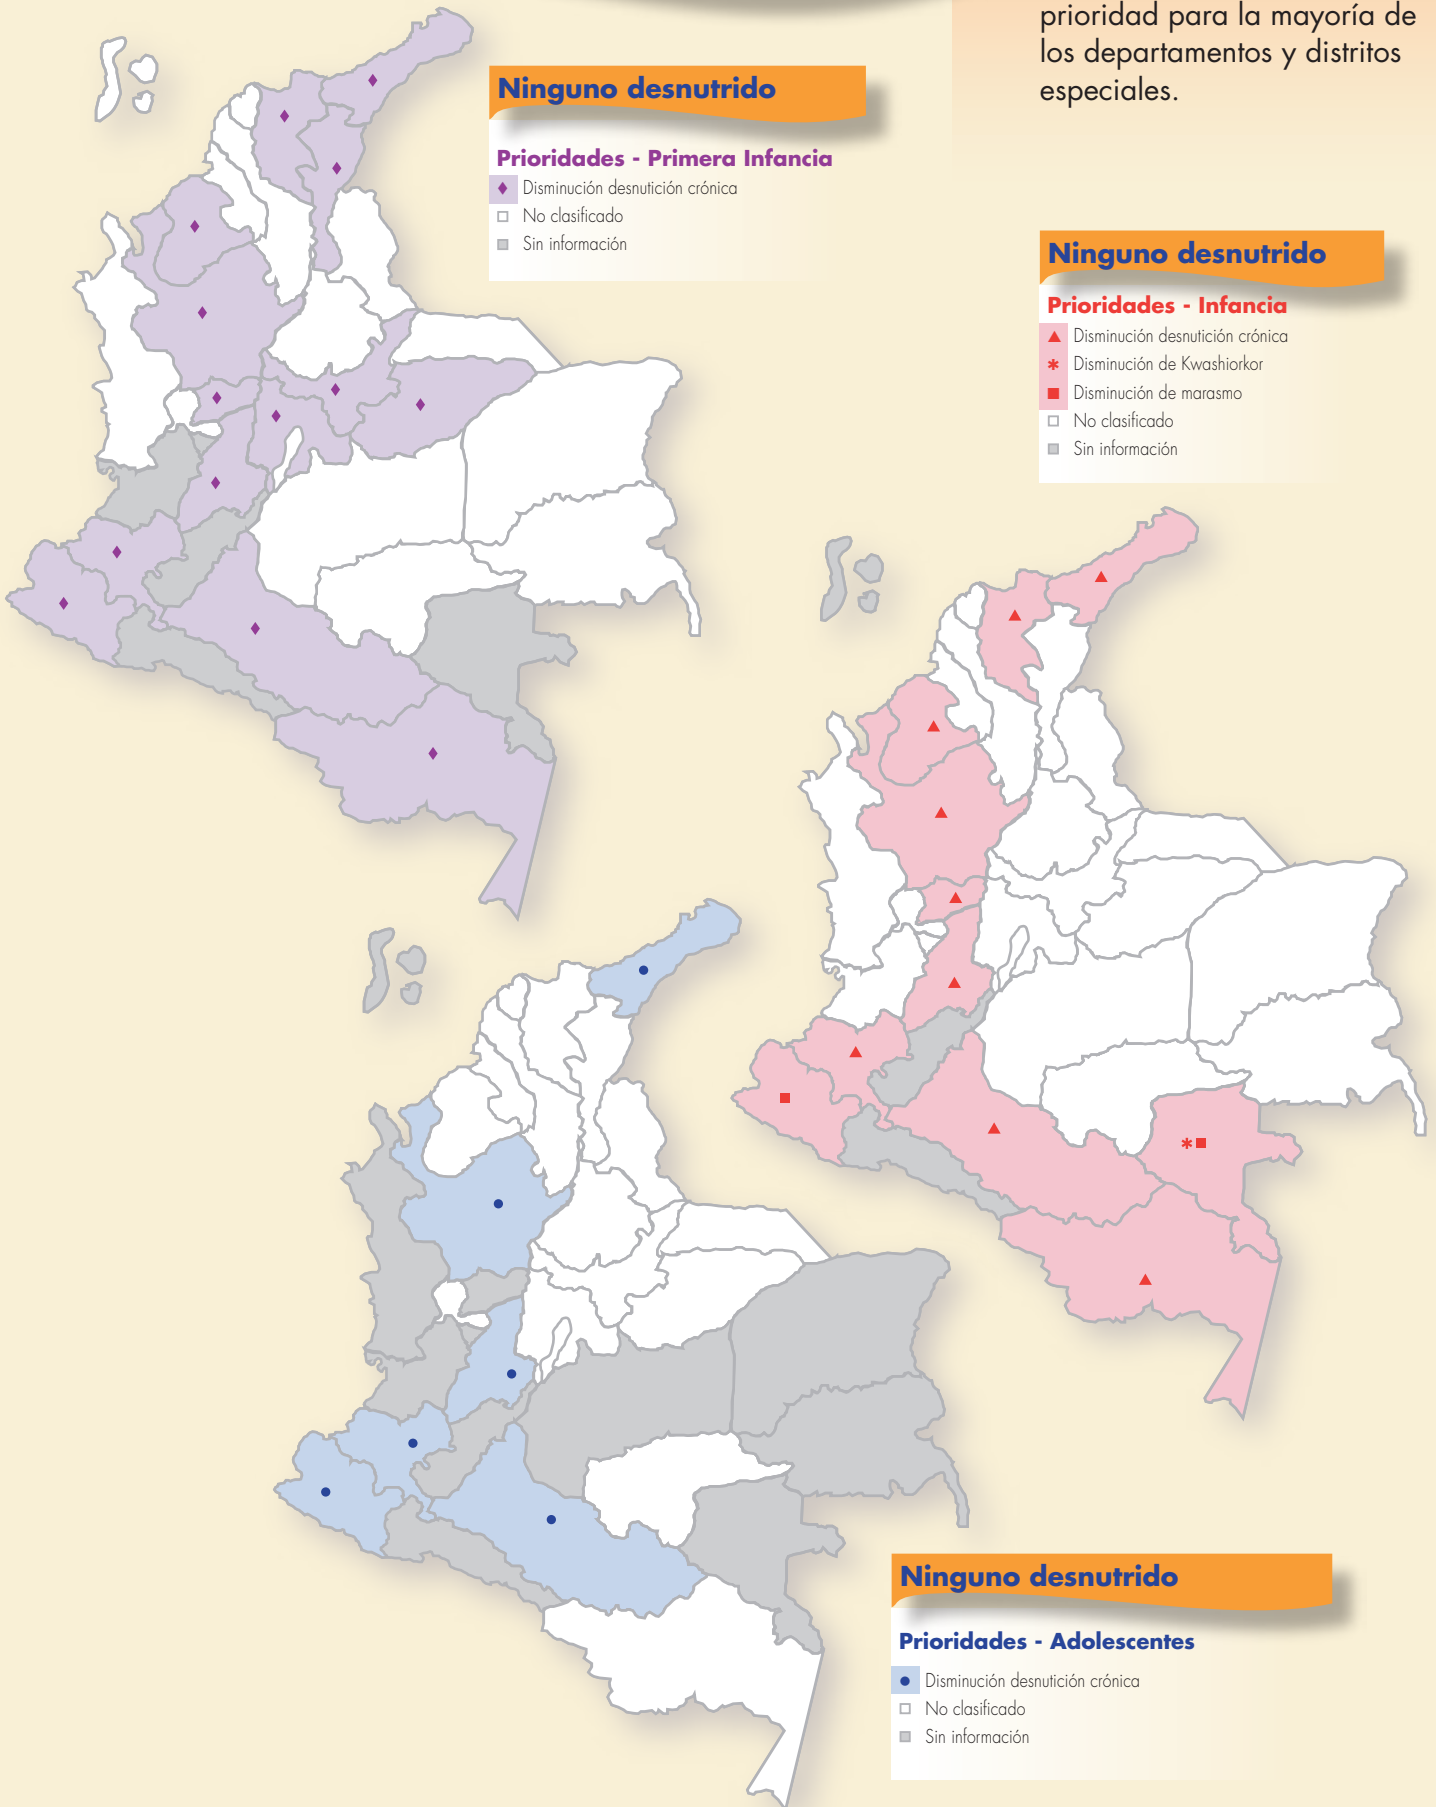 prioridad para la mayoría de
los departamentos y distritos
especiales.
Ninguno desnutrido
Prioridades - Primera Infancia
Disminución desnutición crónica
No clasificado
Sin información
Ninguno desnutrido
Prioridades - Infancia
Disminución desnutición crónica
Disminución de Kwashiorkor
Disminución de marasmo
No clasificado
Sin información
Ninguno desnutrido
Prioridades - Adolescentes
Disminución desnutición crónica
No clasificado
Sin información